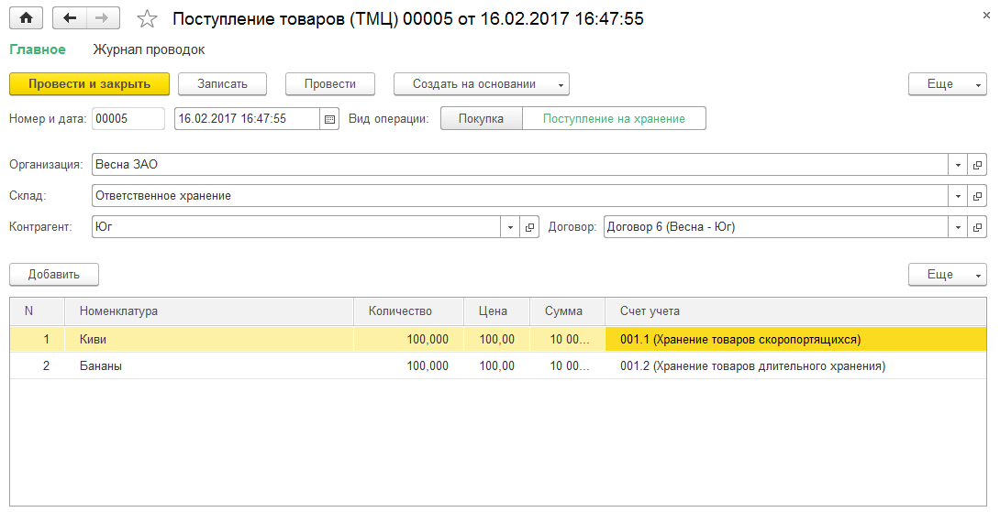 Поступление товаров (ТМЦ) 00005 от 16.02.2017 16:47:55
Главное Журнал проводок
Провести и закрыть Записать Провести Создать на основании Еще
Номер и дата: 00005 16.02.2017 16:47:55 Вид операции: Покупка Поступление на хранение
Организация: Весна ЗАО
Склад: Ответственное хранение
Контрагент: Юг Договор: Договор 6 (Весна - Юг)
Добавить Еще
N Номенклатура Количество Цена Сумма Счет учета
1 Киви 100,000 100,00 10 00... 001.1 (Хранение товаров скоропортящихся)
2 Бананы 100,000 100,00 10 00... 001.2 (Хранение товаров длительного хранения)